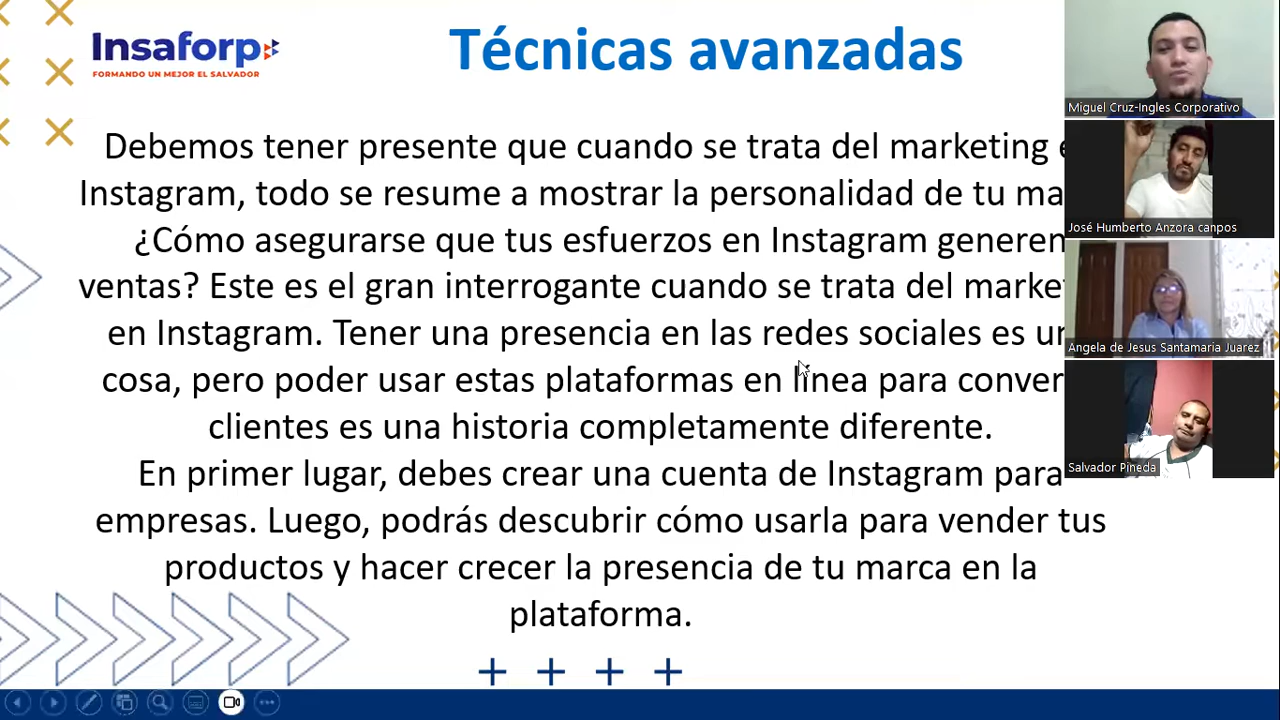 Insaforp
FORMANDO UN MEJOR EL SALVADOR
Técnicas avanzadas
Debemos tener presente que cuando se trata del marketing
Instagram, todo se resume a mostrar la personalidad de tu
¿Cómo asegurarse que tus esfuerzos en Instagram generen
ventas? Este es el gran interrogante cuando se trata del
en Instagram. Tener una presencia en las redes sociales es
cosa, pero poder usar estas plataformas en línea para
clientes es una historia completamente diferente.
En primer lugar, debes crear una cuenta de Instagram para
empresas. Luego, podrás descubrir cómo usarla para vender tus
productos y hacer crecer la presencia de tu marca en la
plataforma.
Miguel Cruz-Ingles Corporativo
José Humberto Anzora canpos
Angela de Jesus Santamaria Juarez
Salvador Pineda